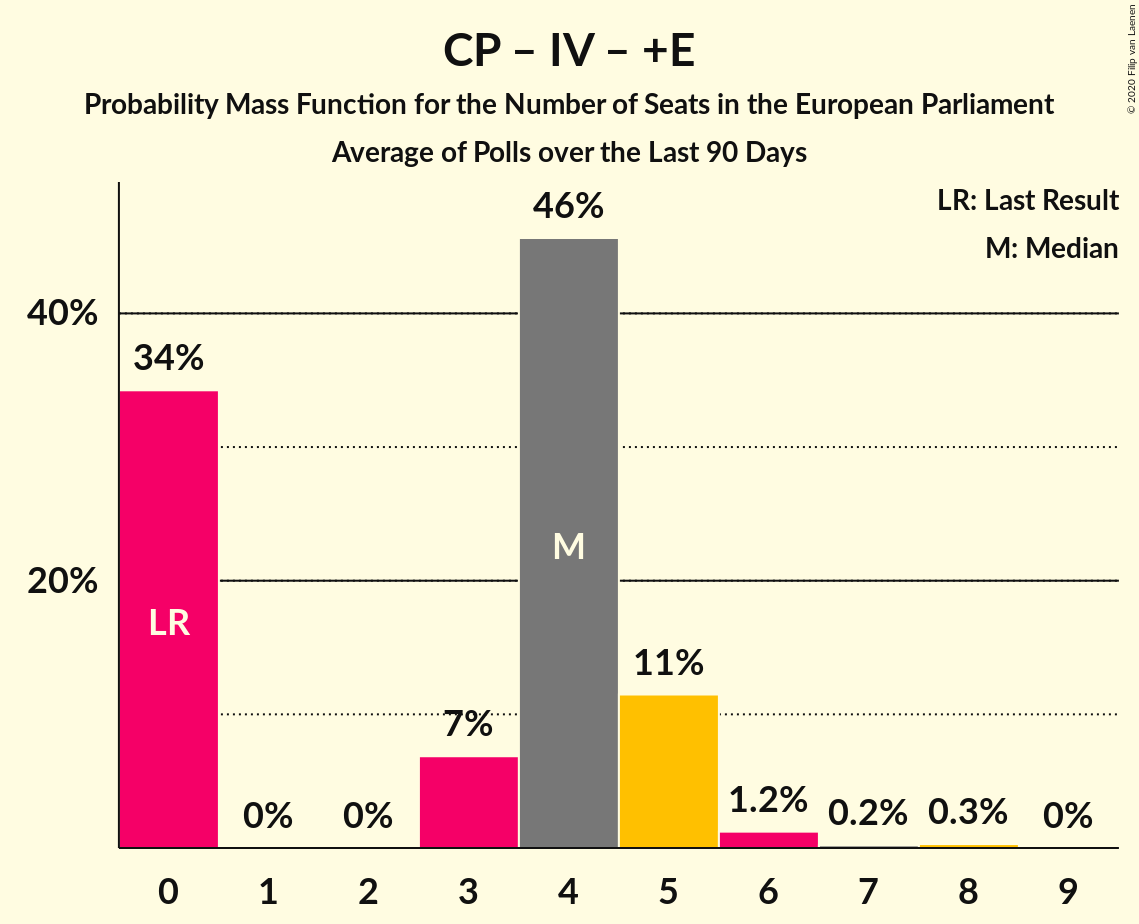 CP – IV – +E
Probability Mass Function for the Number of Seats in the European Parliament
Average of Polls over the Last 90 Days
© 2020 Filip van Laenen
LR: Last Result
M: Median
46%
40%
34%
M
20%
LR
11%
7%
0%
0%
1.2%
0.2%
0.3%
0%
0
1
2
3
4
5
6
7
8
9